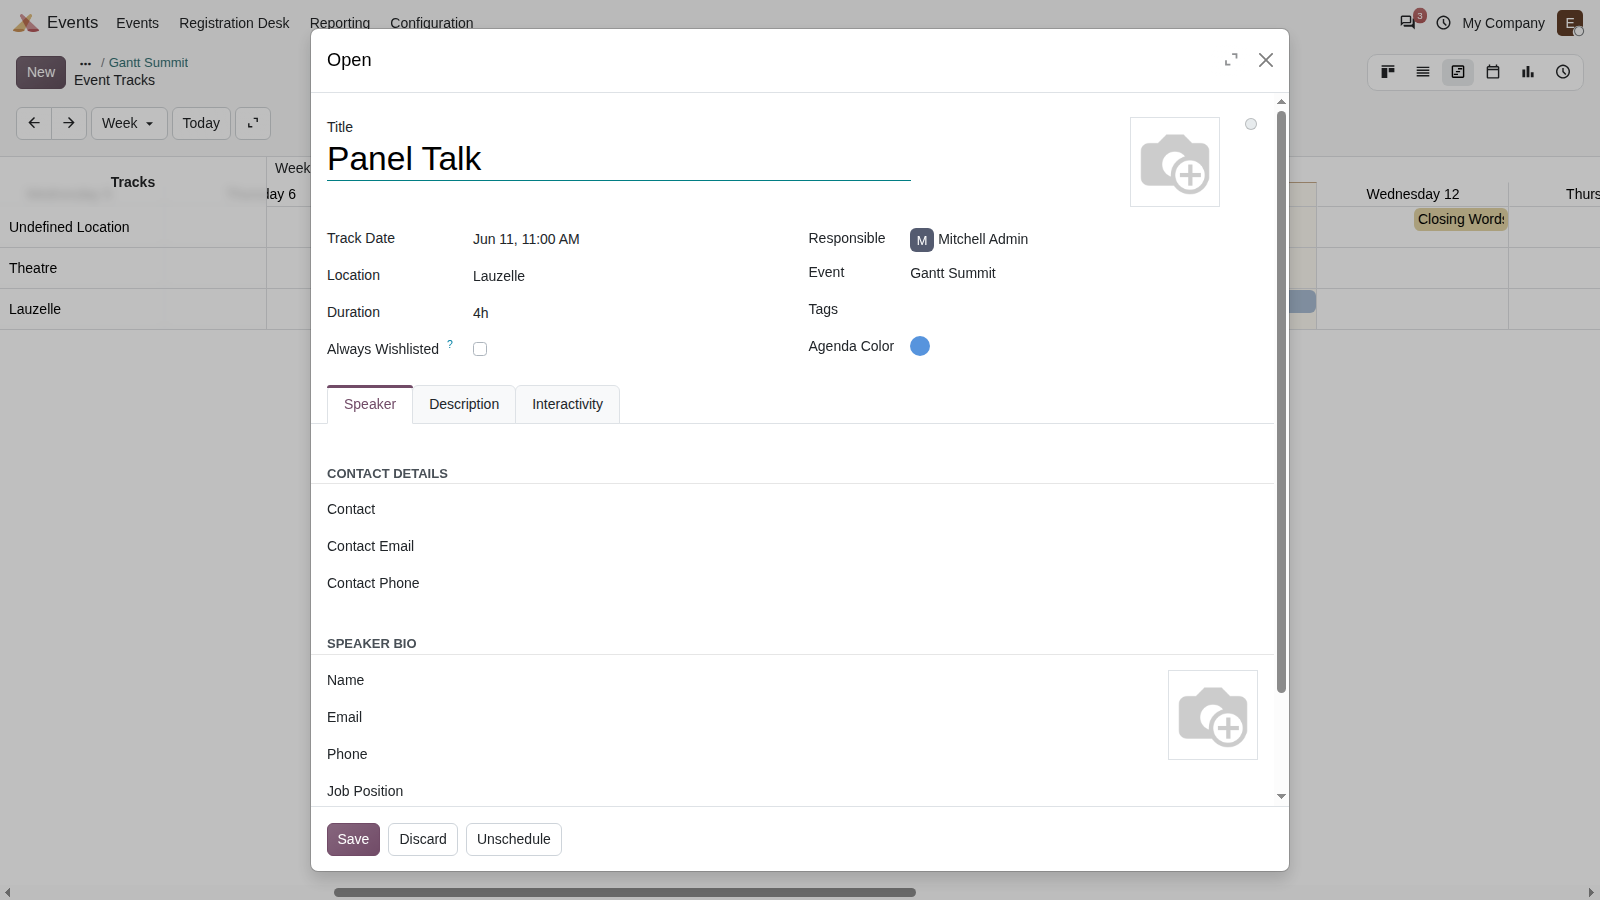 Events Events Registration Desk Reporting Configuration 3 My Company E
New ... / Gantt Summit
Event Tracks
Week Today
Tracks Week
day 6 Wednesday 12 Thurs
Undefined Location Closing Words
Theatre
Lauzelle
Open
Title
Panel Talk
Track Date Jun 11, 11:00 AM
Location Lauzelle
Duration 4h
Always Wishlisted ?
Responsible M Mitchell Admin
Event Gantt Summit
Tags
Agenda Color
Speaker Description Interactivity
CONTACT DETAILS
Contact
Contact Email
Contact Phone
SPEAKER BIO
Name
Email
Phone
Job Position
Save Discard Unschedule